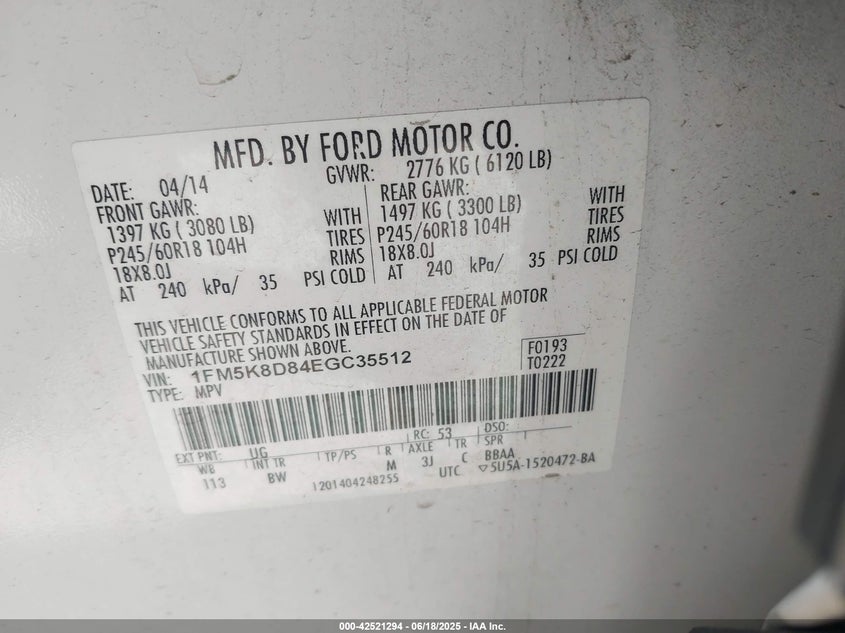 MFD. BY FORD MOTOR CO.
DATE: 04/14 GVWR: 2776 KG ( 6120 LB)
FRONT GAWR: REAR GAWR:
1397 KG ( 3080 LB) WITH 1497 KG ( 3300 LB) WITH
P245/60R18 104H TIRES P245/60R18 104H TIRES
18X8.0J RIMS 18X8.0J RIMS
AT 240 kPa/ 35 PSI COLD AT 240 kPa/ 35 PSI COLD
THIS VEHICLE CONFORMS TO ALL APPLICABLE FEDERAL MOTOR
VEHICLE SAFETY STANDARDS IN EFFECT ON THE DATE OF
MANUFACTURE SHOWN ABOVE.
VIN: 1FM5K8D84EGC35512 F0193
TYPE: MPV T0222
EXT PNT: UG RC: 53 DSO:
WB INT TR TP/PS R AXLE TR SPR
113 BW M 3J C BBAA
1201404248255 UTC ▽5U5A-1520472-BA
000-42521294 - 06/18/2025 - IAA Inc.